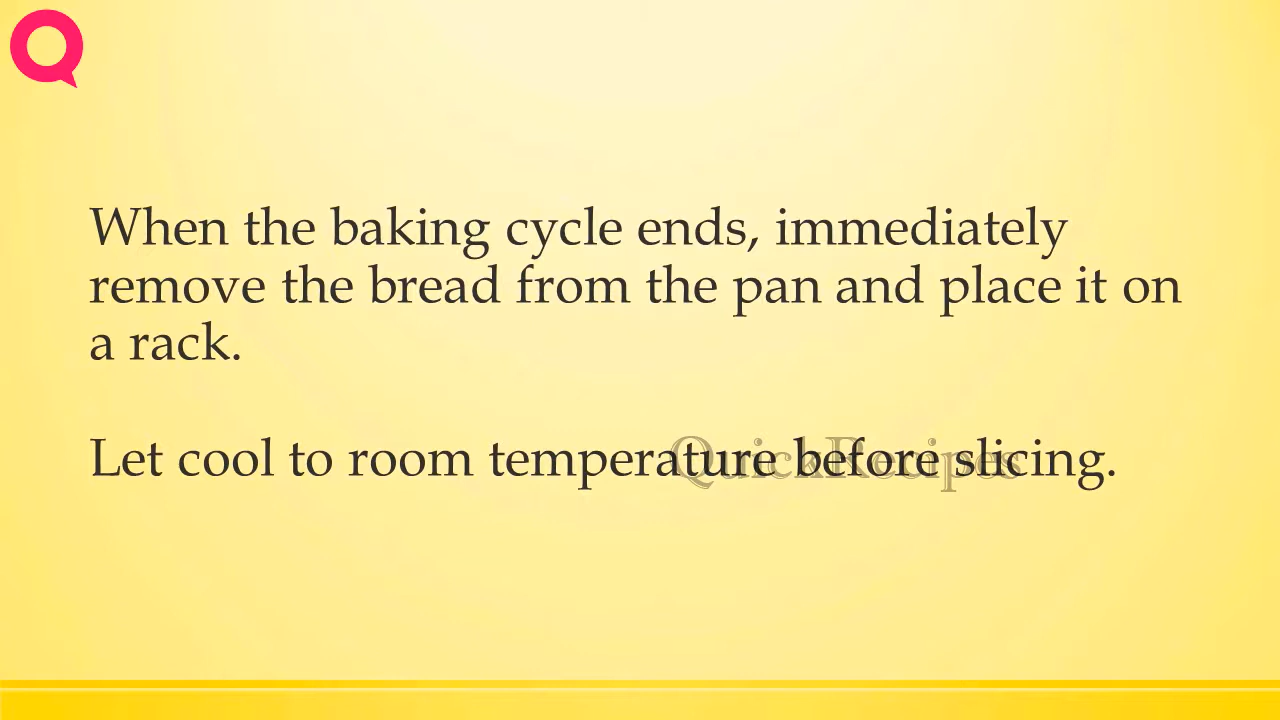 When the baking cycle ends, immediately
remove the bread from the pan and place it on
a rack.
Let cool to room temperature before slicing.
QuickRecipes